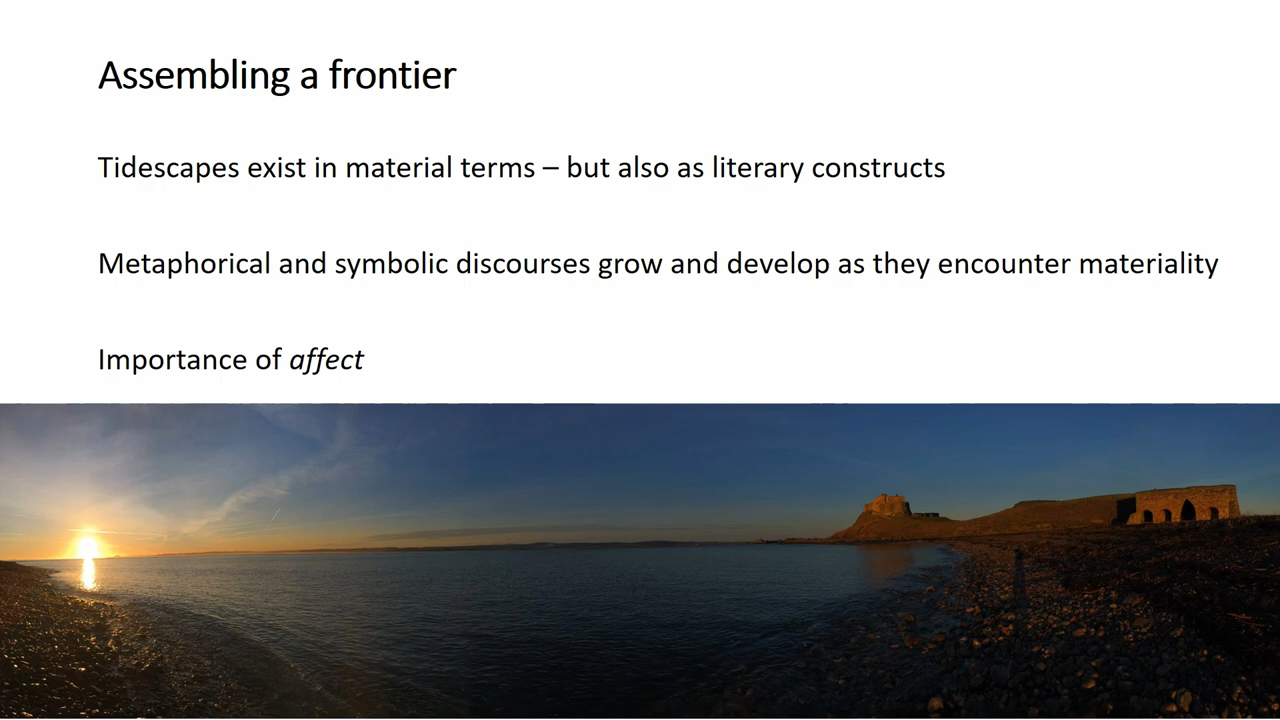 Assembling a frontier
Tidescapes exist in material terms – but also as literary constructs
Metaphorical and symbolic discourses grow and develop as they encounter materiality
Importance of affect